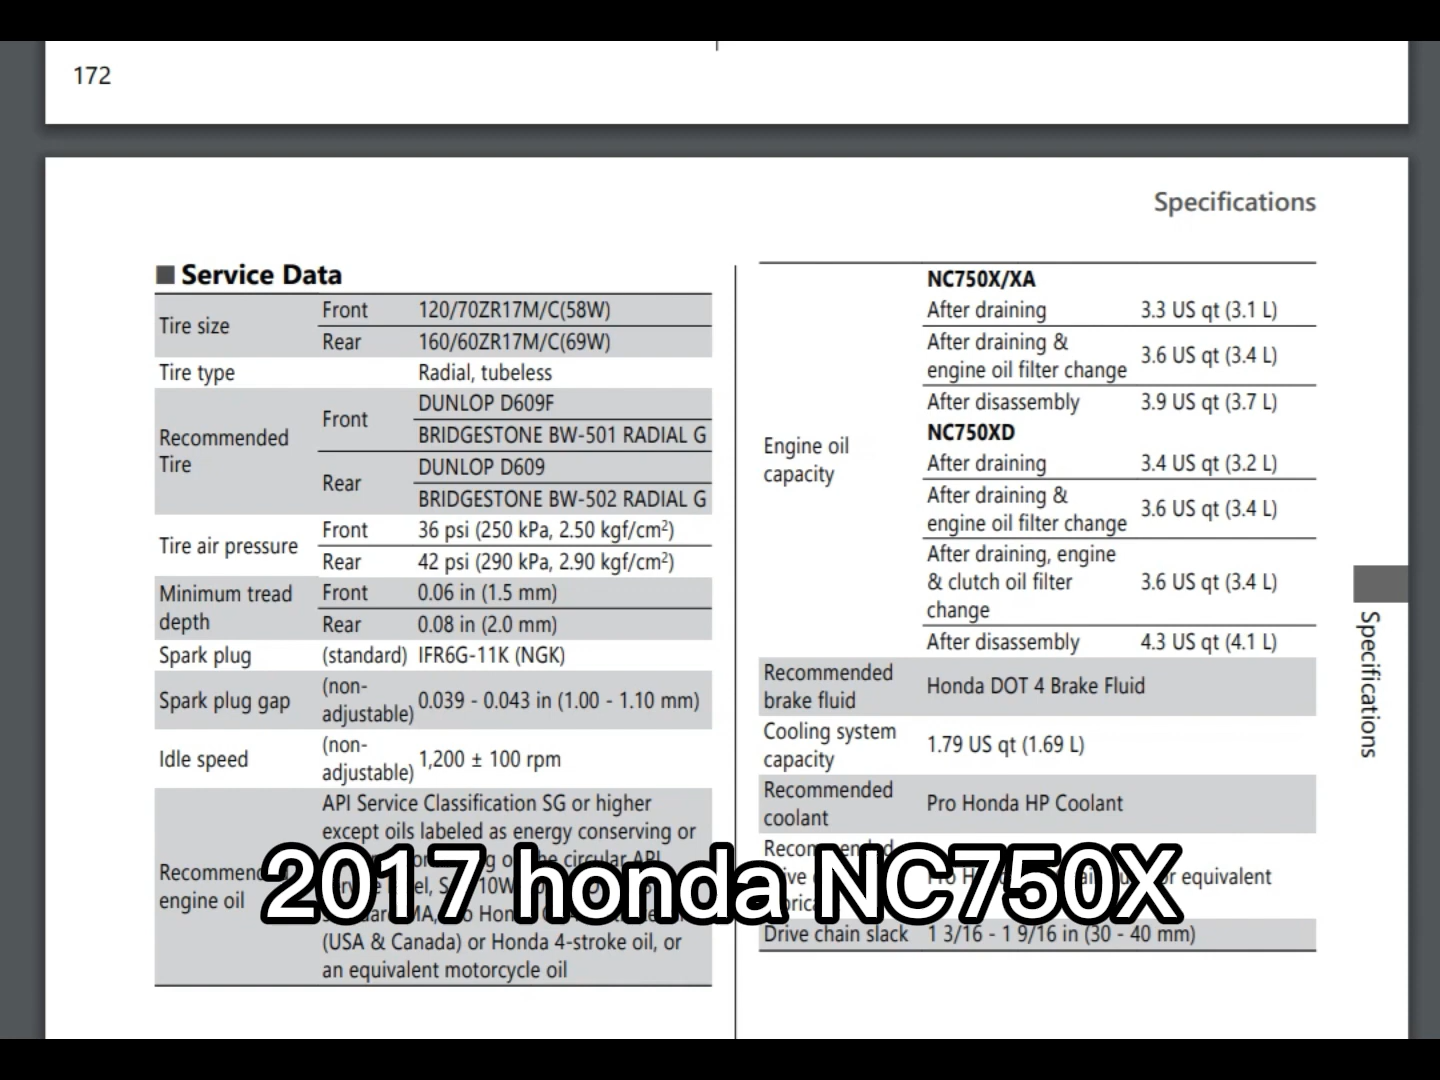 172
Specifications
■ Service Data
Tire size
Front 120/70ZR17M/C(58W)
Rear 160/60ZR17M/C(69W)
Tire type Radial, tubeless
Recommended
Tire
Front
DUNLOP D609F
BRIDGESTONE BW-501 RADIAL G
Rear
DUNLOP D609
BRIDGESTONE BW-502 RADIAL G
Tire air pressure
Front 36 psi (250 kPa, 2.50 kgf/cm²)
Rear 42 psi (290 kPa, 2.90 kgf/cm²)
Minimum tread
depth
Front 0.06 in (1.5 mm)
Rear 0.08 in (2.0 mm)
Spark plug (standard) IFR6G-11K (NGK)
Spark plug gap
(non-
adjustable) 0.039 - 0.043 in (1.00 - 1.10 mm)
Idle speed
(non-
adjustable) 1,200 ± 100 rpm
Recommended
engine oil
API Service Classification SG or higher
except oils labeled as energy conserving or
circular API
(USA & Canada) or Honda 4-stroke oil, or
an equivalent motorcycle oil
Engine oil
capacity
NC750X/XA
After draining 3.3 US qt (3.1 L)
After draining &
engine oil filter change 3.6 US qt (3.4 L)
After disassembly 3.9 US qt (3.7 L)
NC750XD
After draining 3.4 US qt (3.2 L)
After draining &
engine oil filter change 3.6 US qt (3.4 L)
After draining, engine
& clutch oil filter
change 3.6 US qt (3.4 L)
After disassembly 4.3 US qt (4.1 L)
Recommended
brake fluid Honda DOT 4 Brake Fluid
Cooling system
capacity 1.79 US qt (1.69 L)
Recommended
coolant Pro Honda HP Coolant
Recommended
or equivalent
Drive chain slack 1 3/16 - 1 9/16 in (30 - 40 mm)
Specifications
2017 honda NC750X